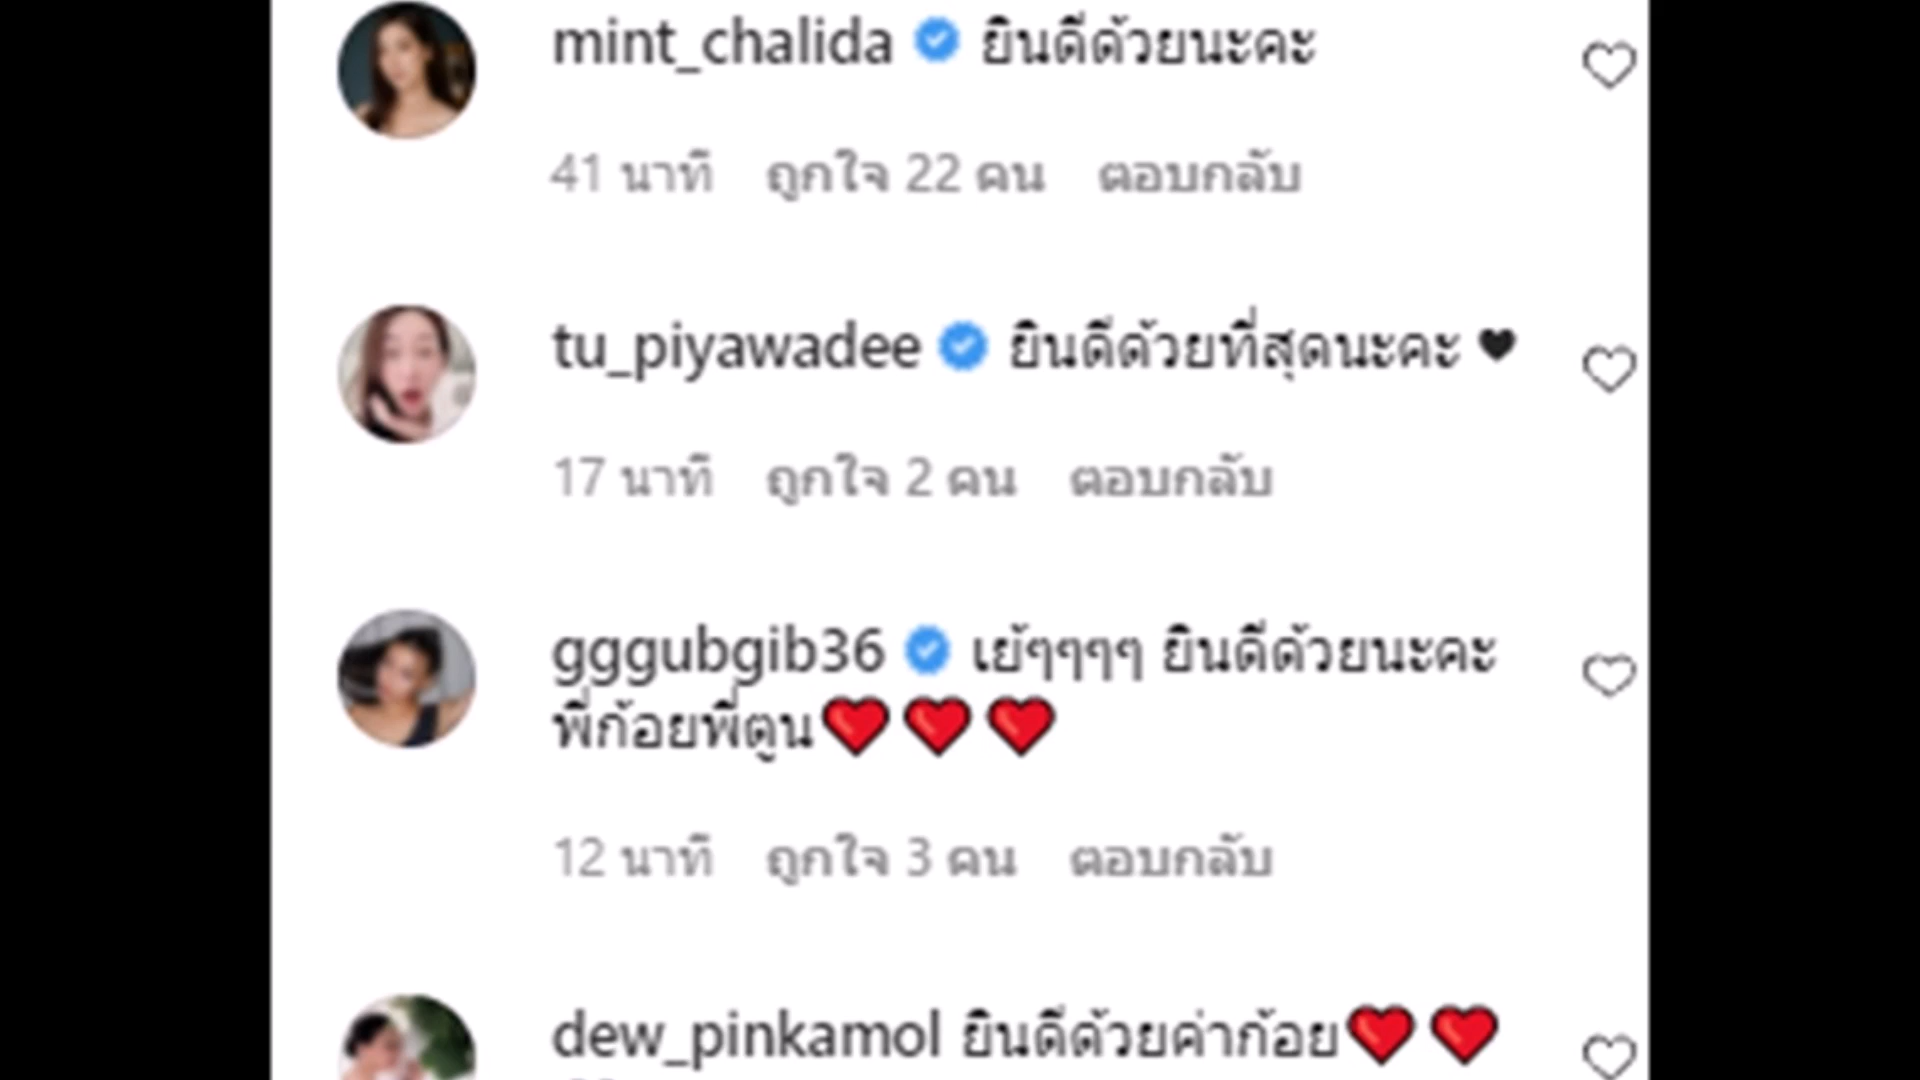 mint_chalida ยินดีด้วยนะคะ
41 นาที ถูกใจ 22 คน ตอบกลับ
tu_piyawadee ยินดีด้วยที่สุดนะคะ 🖤
17 นาที ถูกใจ 2 คน ตอบกลับ
gggubgib36 เย้ๆๆๆๆ ยินดีด้วยนะคะ
พี่ก้อยพี่ตูน❤️❤️❤️
12 นาที ถูกใจ 3 คน ตอบกลับ
dew_pinkamol ยินดีด้วยค่าก้อย❤️❤️